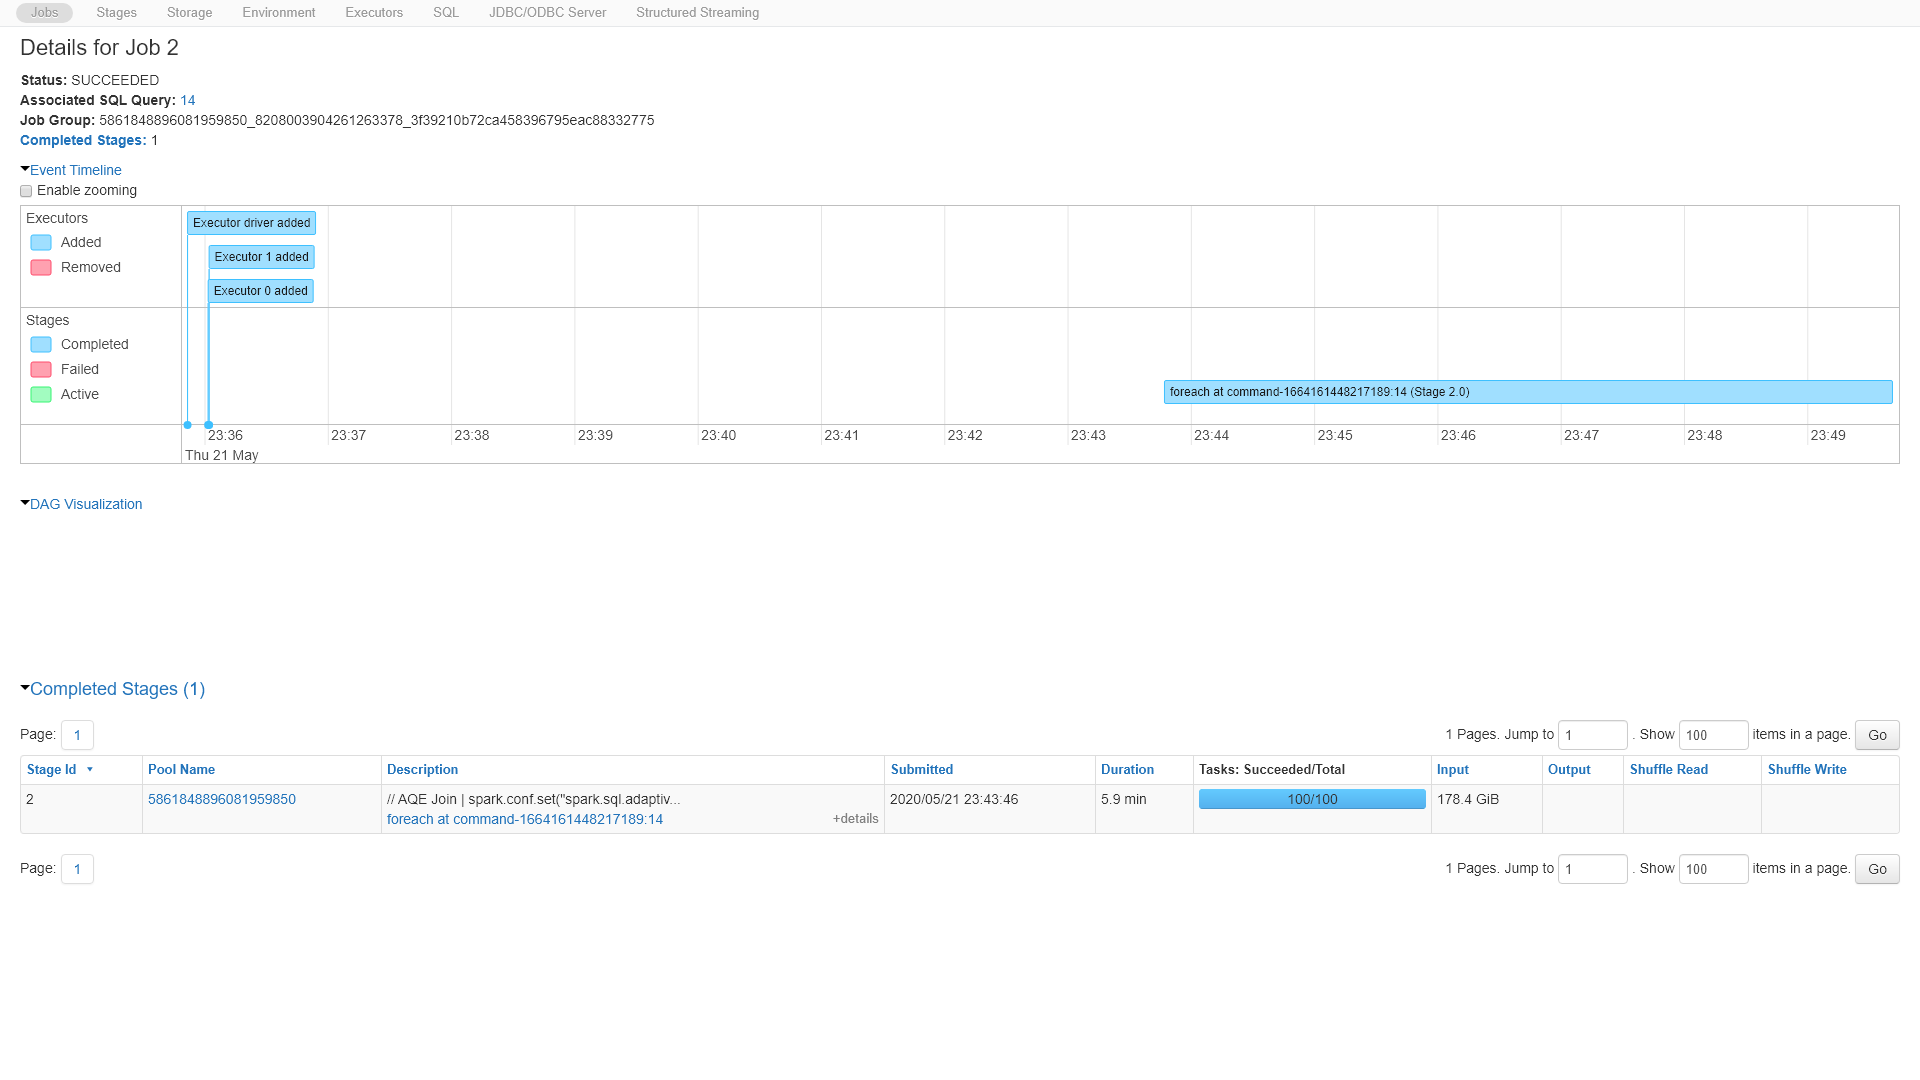 Jobs Stages Storage Environment Executors SQL JDBC/ODBC Server Structured Streaming
Details for Job 2
Status: SUCCEEDED
Associated SQL Query: 14
Job Group: 5861848896081959850_8208003904261263378_3f39210b72ca458396795eac88332775
Completed Stages: 1
Event Timeline
Enable zooming
Executors
Added
Removed
Executor driver added
Executor 1 added
Executor 0 added
Stages
Completed
Failed
Active
foreach at command-1664161448217189:14 (Stage 2.0)
23:36 23:37 23:38 23:39 23:40 23:41 23:42 23:43 23:44 23:45 23:46 23:47 23:48 23:49
Thu 21 May
DAG Visualization
Completed Stages (1)
Page: 1 1 Pages. Jump to 1 . Show 100 items in a page. Go
Stage Id Pool Name Description Submitted Duration Tasks: Succeeded/Total Input Output Shuffle Read Shuffle Write
2 5861848896081959850 // AQE Join | spark.conf.set("spark.sql.adaptiv... 2020/05/21 23:43:46 5.9 min 100/100 178.4 GiB
foreach at command-1664161448217189:14 +details
Page: 1 1 Pages. Jump to 1 . Show 100 items in a page. Go